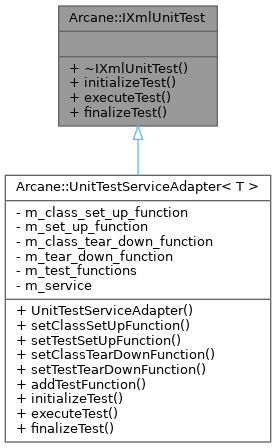 Arcane::IXmlUnitTest
+ ~IXmlUnitTest()
+ initializeTest()
+ executeTest()
+ finalizeTest()
Arcane::UnitTestServiceAdapter< T >
- m_class_set_up_function
- m_set_up_function
- m_class_tear_down_function
- m_tear_down_function
- m_test_functions
- m_service
+ UnitTestServiceAdapter()
+ setClassSetUpFunction()
+ setTestSetUpFunction()
+ setClassTearDownFunction()
+ setTestTearDownFunction()
+ addTestFunction()
+ initializeTest()
+ executeTest()
+ finalizeTest()